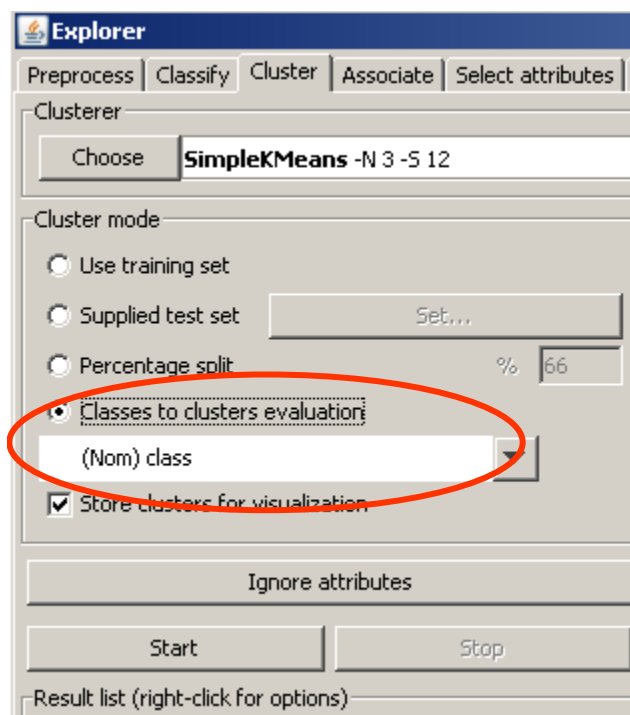 Explorer
Preprocess Classify Cluster Associate Select attributes
Clusterer
Choose SimpleKMeans -N 3 -S 12
Cluster mode
Use training set
Supplied test set Set...
Percentage split % 66
Classes to clusters evaluation
(Nom) class
Store clusters for visualization
Ignore attributes
Start Stop
Result list (right-click for options)